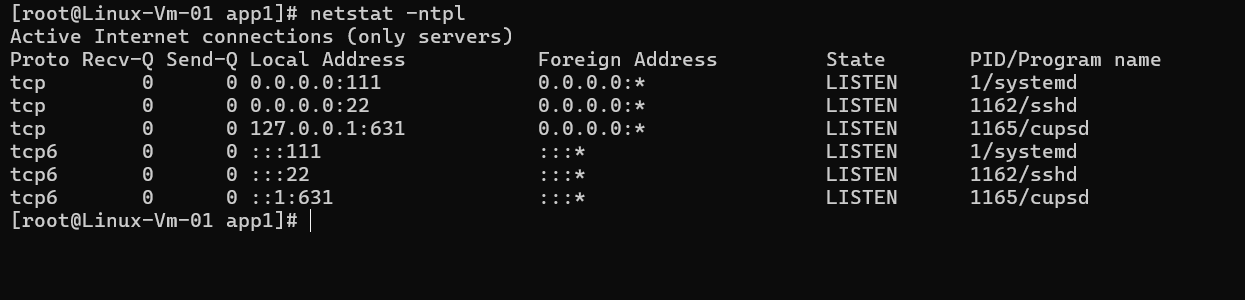 [root@Linux-Vm-01 app1]# netstat -ntpl
Active Internet connections (only servers)
Proto Recv-Q Send-Q Local Address           Foreign Address         State       PID/Program name
tcp        0      0 0.0.0.0:111             0.0.0.0:*               LISTEN      1/systemd
tcp        0      0 0.0.0.0:22              0.0.0.0:*               LISTEN      1162/sshd
tcp        0      0 127.0.0.1:631           0.0.0.0:*               LISTEN      1165/cupsd
tcp6       0      0 :::111                  :::*                    LISTEN      1/systemd
tcp6       0      0 :::22                   :::*                    LISTEN      1162/sshd
tcp6       0      0 ::1:631                 :::*                    LISTEN      1165/cupsd
[root@Linux-Vm-01 app1]#